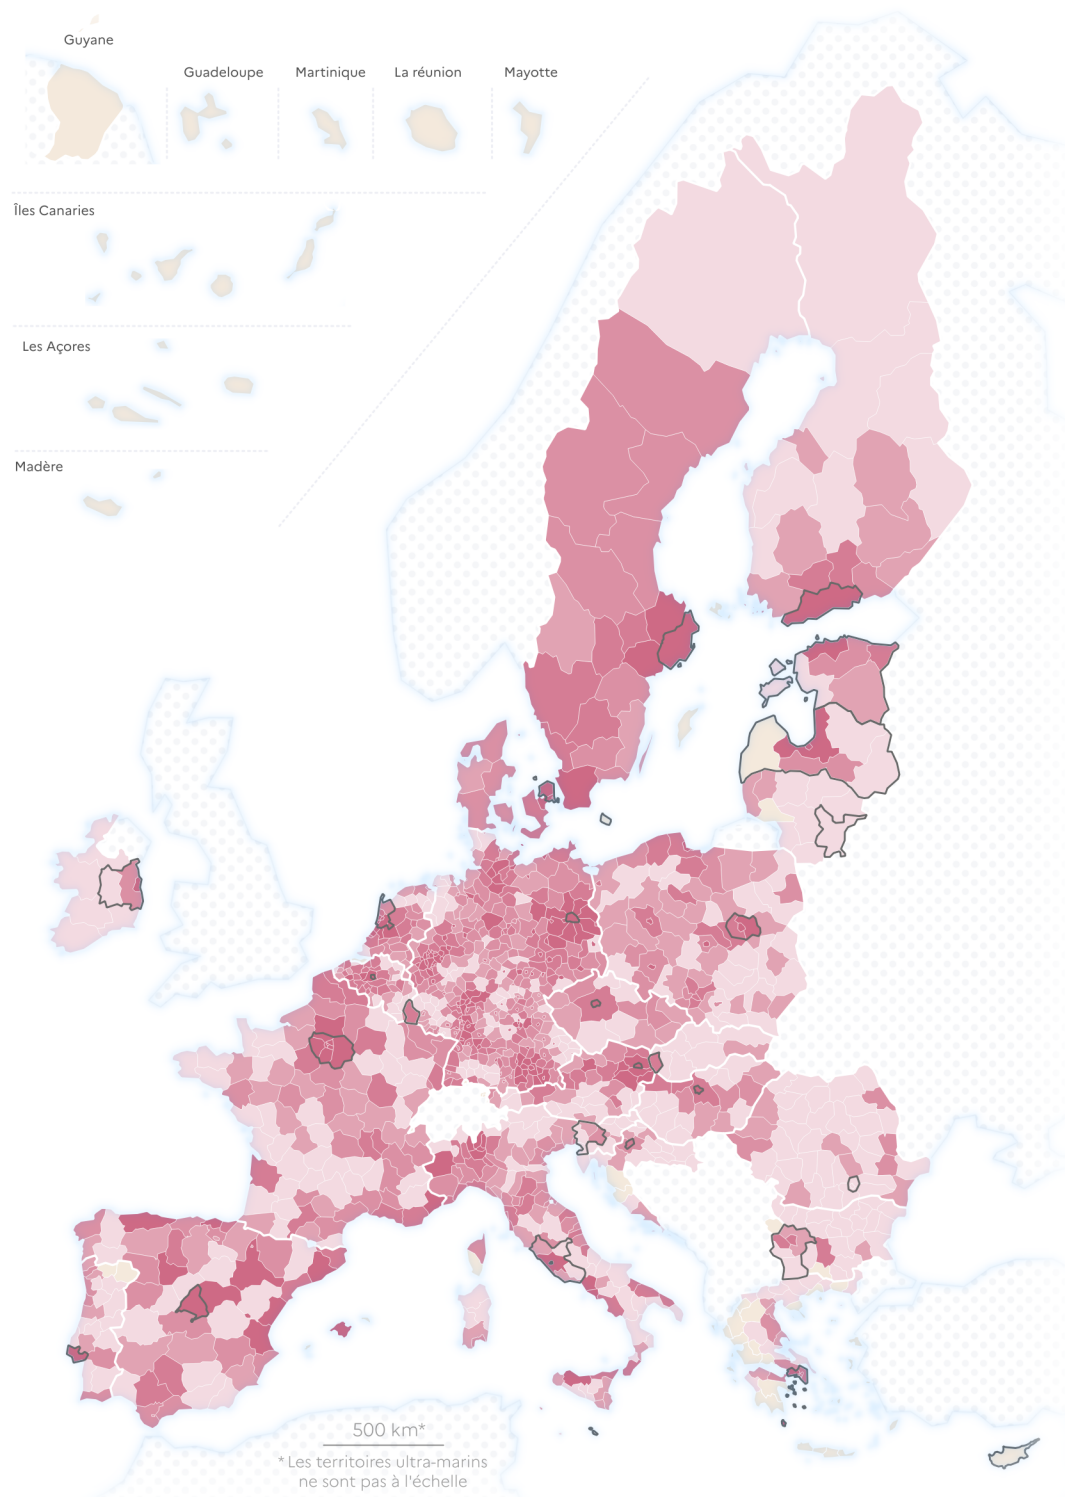 Guyane
Guadeloupe
Martinique
La réunion
Mayotte
Îles Canaries
Les Açores
Madère
500 km*
* Les territoires ultra-marins
ne sont pas à l'échelle